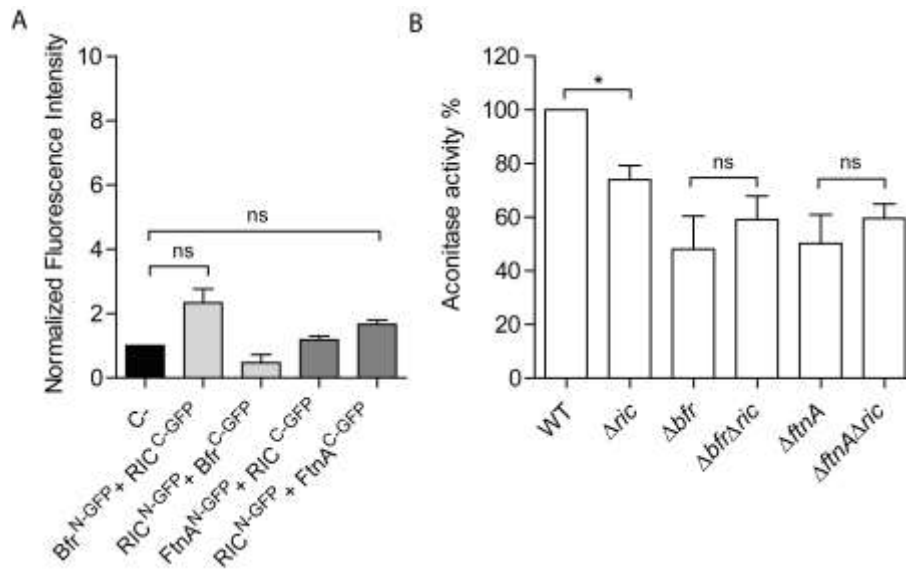 A
Normalized Fluorescence Intensity
10
8
6
4
2
0
ns
ns
C-
Bfr^N-GFP + RIC^C-GFP
RIC^N-GFP + Bfr^C-GFP
FtnA^N-GFP + RIC^C-GFP
RIC^N-GFP + FtnA^C-GFP
B
Aconitase activity %
120
100
80
60
40
20
0
*
ns
ns
WT
Δric
Δbfr
ΔbfrΔric
ΔftnA
ΔftnAΔric